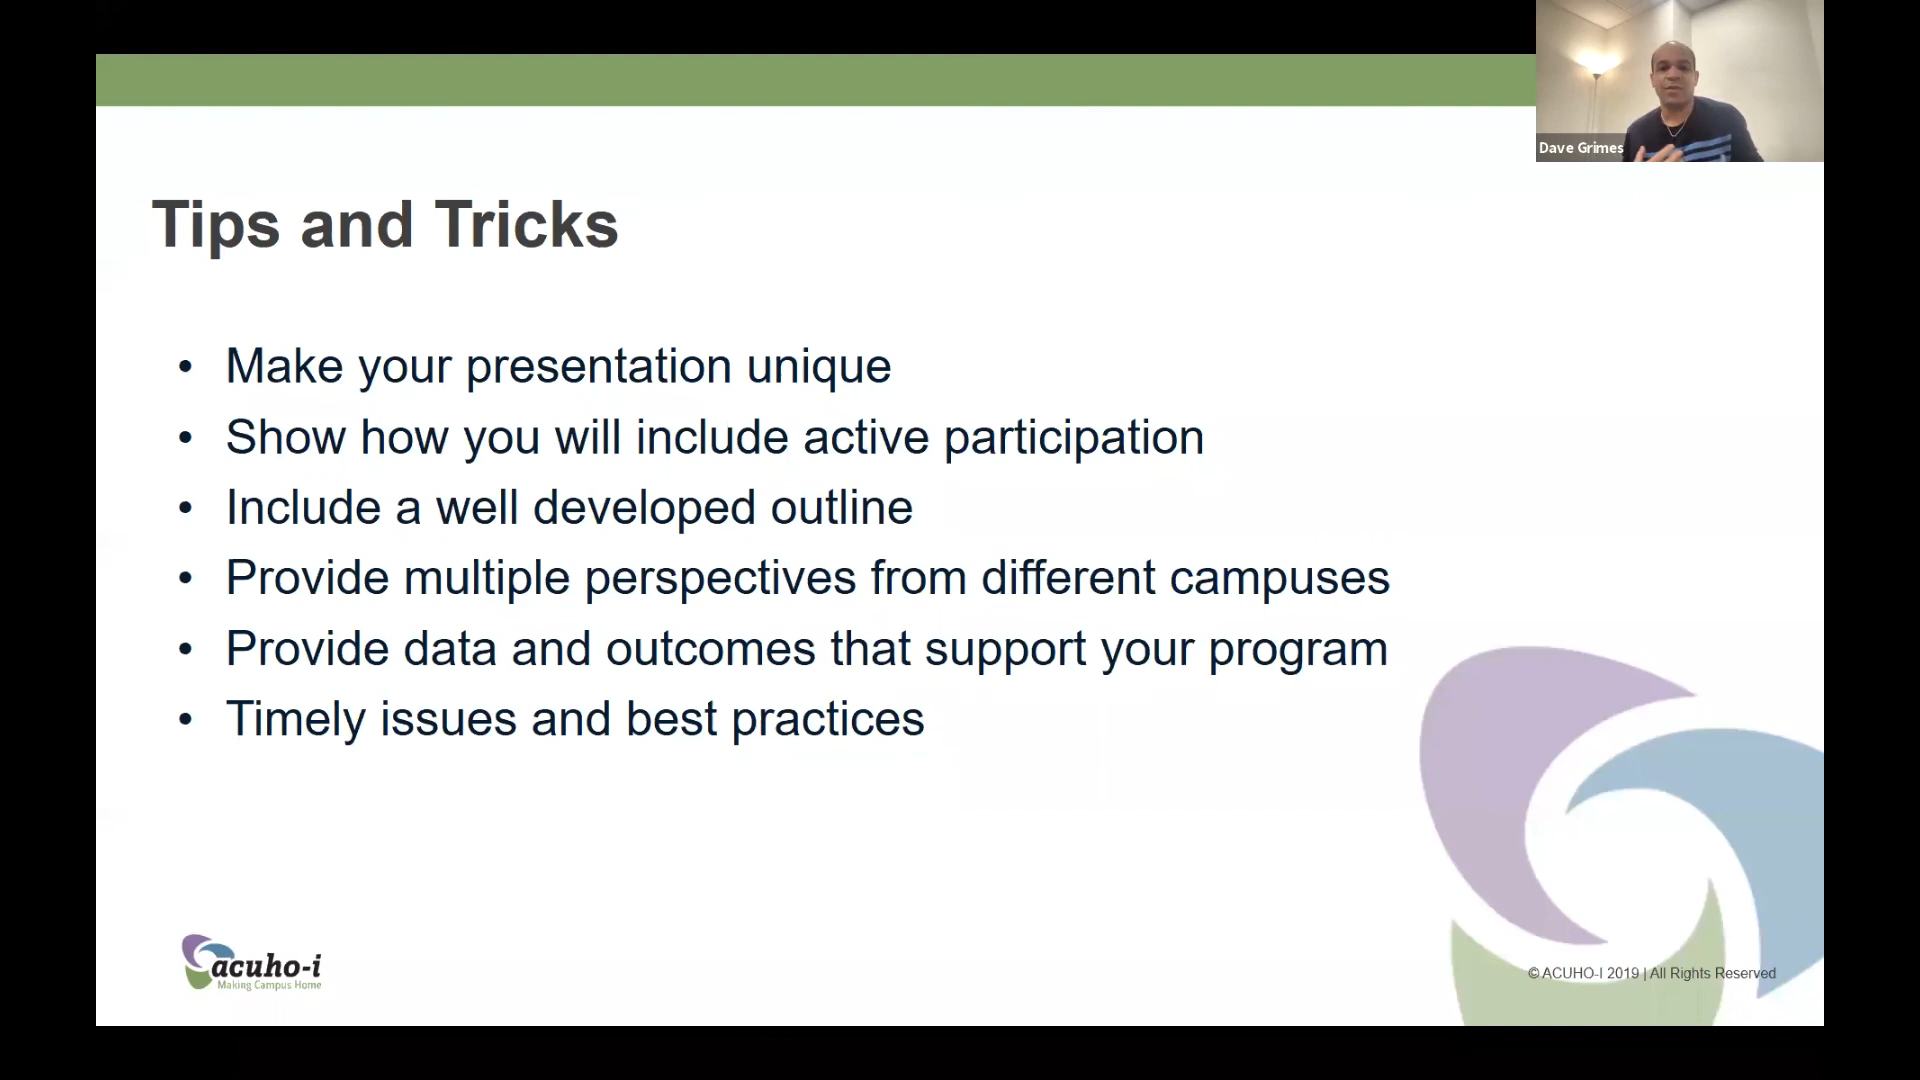 Dave Grimes
Tips and Tricks
• Make your presentation unique
• Show how you will include active participation
• Include a well developed outline
• Provide multiple perspectives from different campuses
• Provide data and outcomes that support your program
• Timely issues and best practices
acuho-i
Making Campus Home
© ACUHO-I 2019 | All Rights Reserved